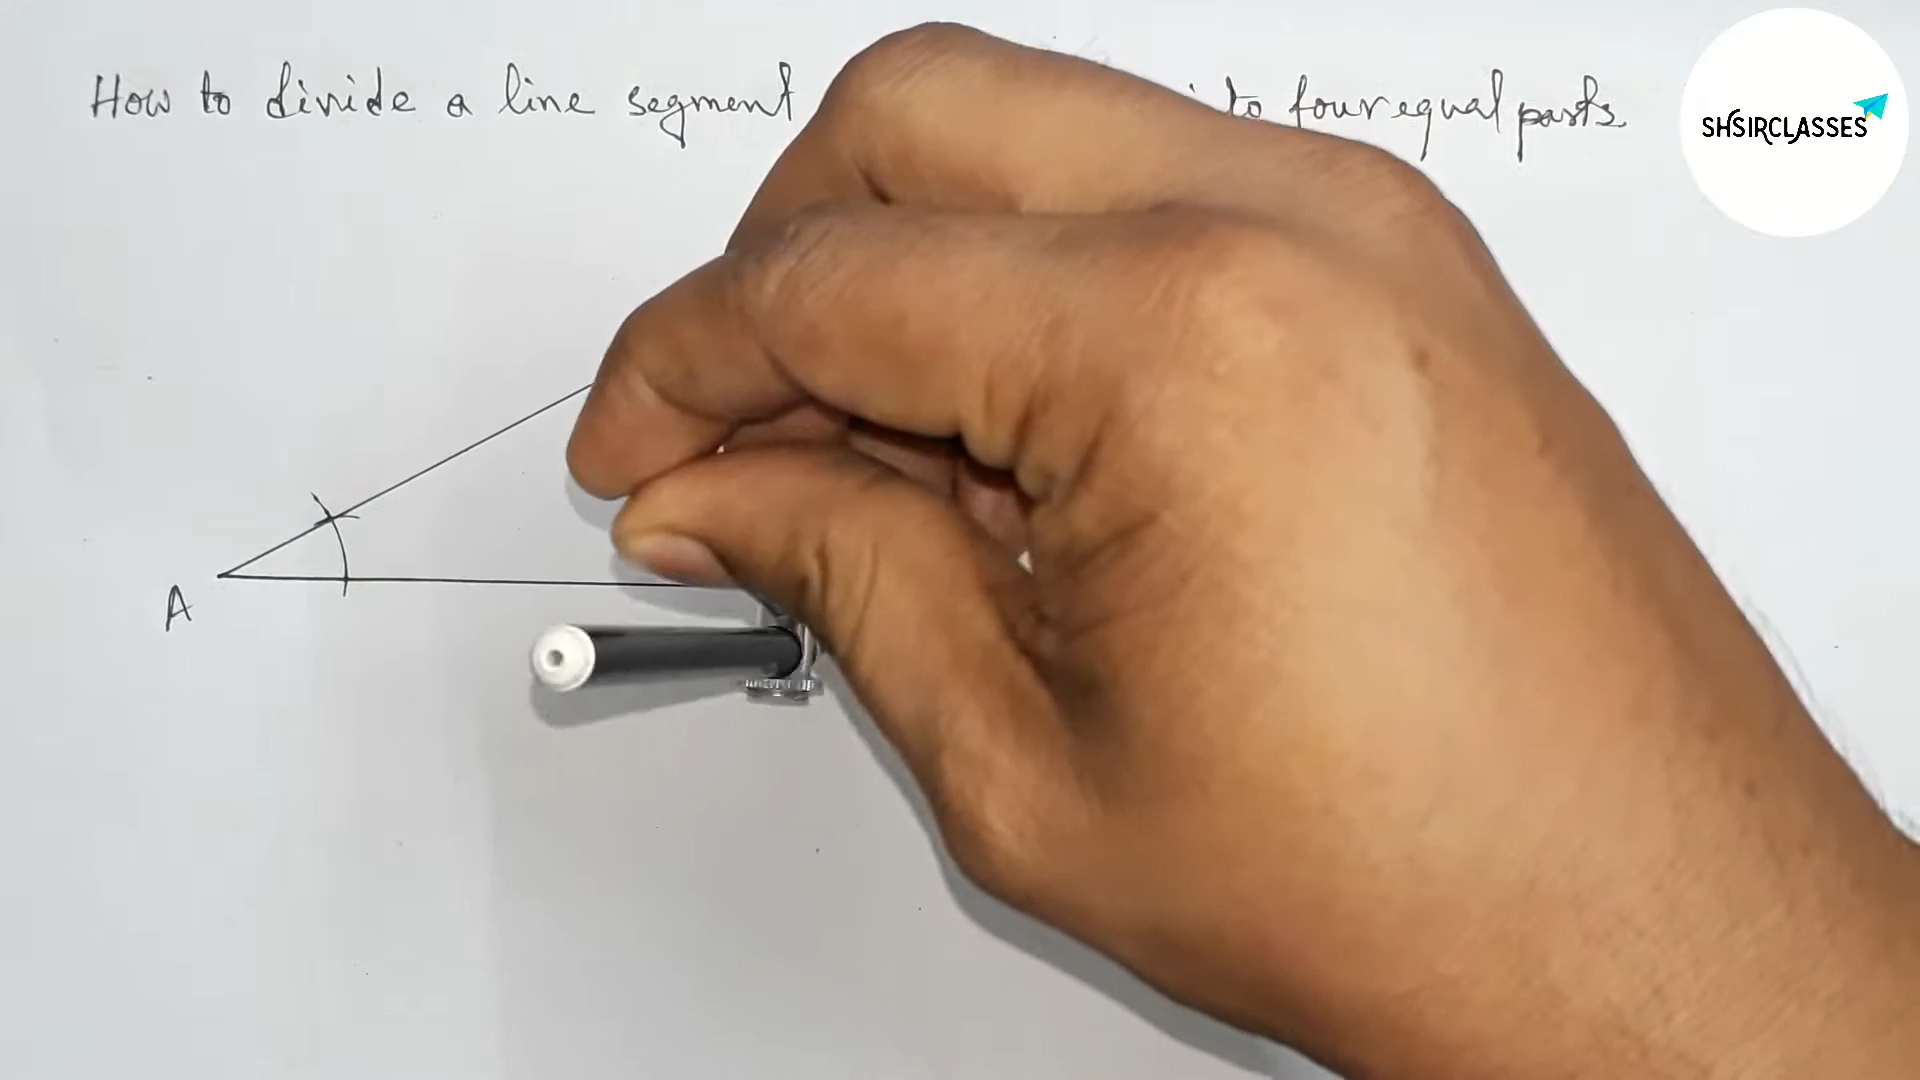 How to divide a line segment to four equal parts.
SHSIRCLASSES
A